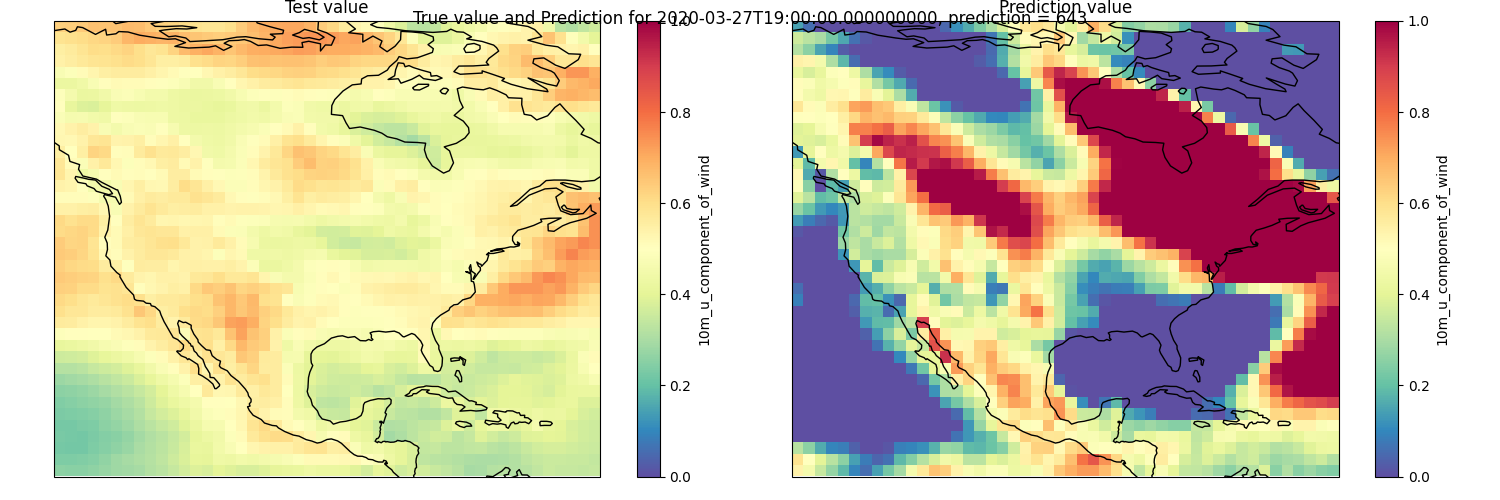 Test value
Prediction value
True value and Prediction for 2020-03-27T19:00:00.000000000, prediction = 643
1.0
0.8
0.6
0.4
0.2
0.0
10m_u_component_of_wind
1.0
0.8
0.6
0.4
0.2
0.0
10m_u_component_of_wind